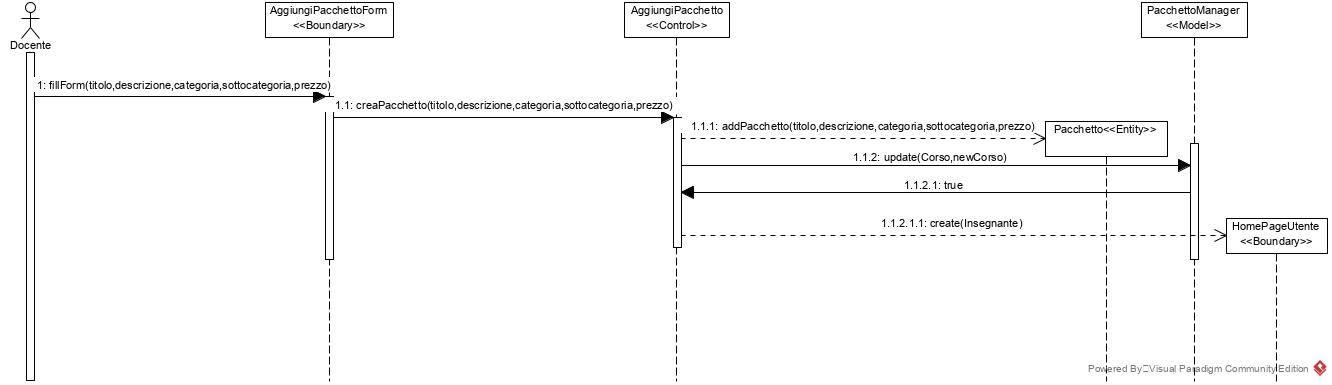 AggiungiPacchettoForm
<<Boundary>>
AggiungiPacchetto
<<Control>>
PacchettoManager
<<Model>>
Docente
1: fillForm(titolo,descrizione,categoria,sottocategoria,prezzo)
1.1: creaPacchetto(titolo,descrizione,categoria,sottocategoria,prezzo)
1.1.1: addPacchetto(titolo,descrizione,categoria,sottocategoria,prezzo)
Pacchetto<<Entity>>
1.1.2: update(Corso,newCorso)
1.1.2.1: true
1.1.2.1.1: create(Insegnante)
HomePageUtente
<<Boundary>>
Powered By Visual Paradigm Community Edition